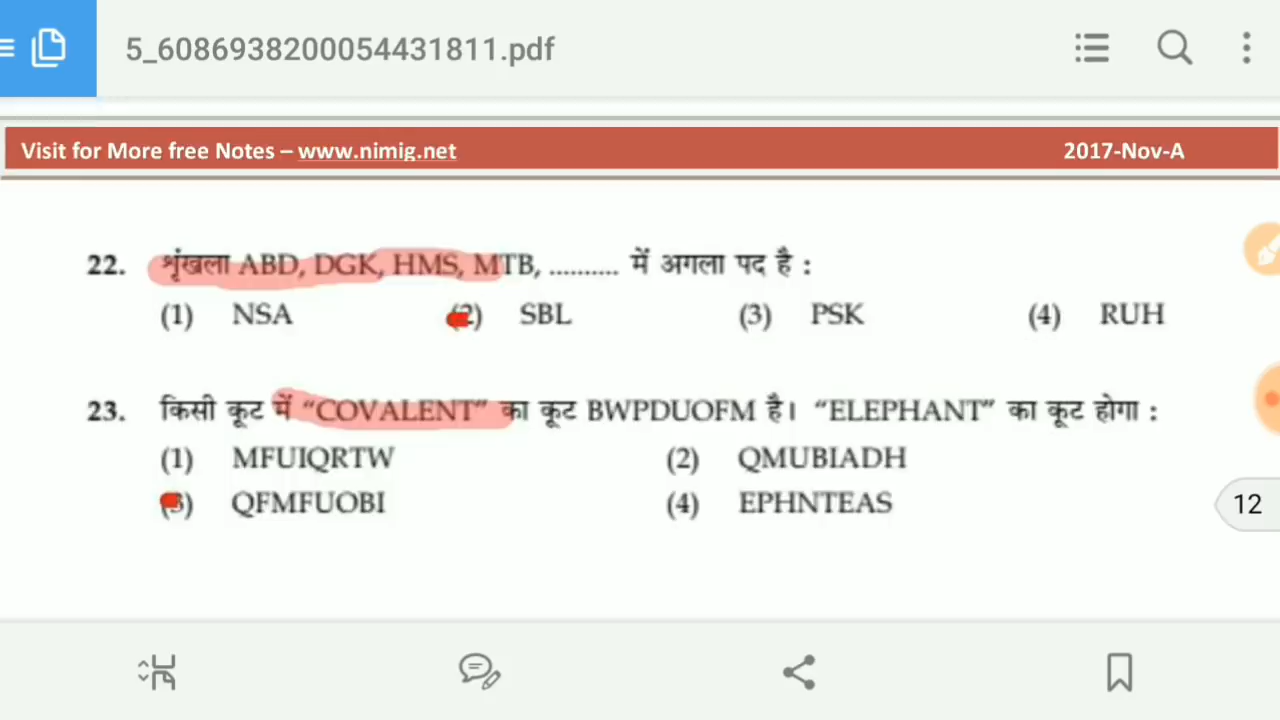 5_6086938200054431811.pdf
Visit for More free Notes – www.nimig.net 2017-Nov-A
22. शृंखला ABD, DGK, HMS, MTB, .......... में अगला पद है :
(1) NSA (2) SBL (3) PSK (4) RUH
23. किसी कूट में “COVALENT” का कूट BWPDUOFM है। “ELEPHANT” का कूट होगा :
(1) MFUIQRTW (2) QMUBIADH
(3) QFMFUOBI (4) EPHNTEAS
12